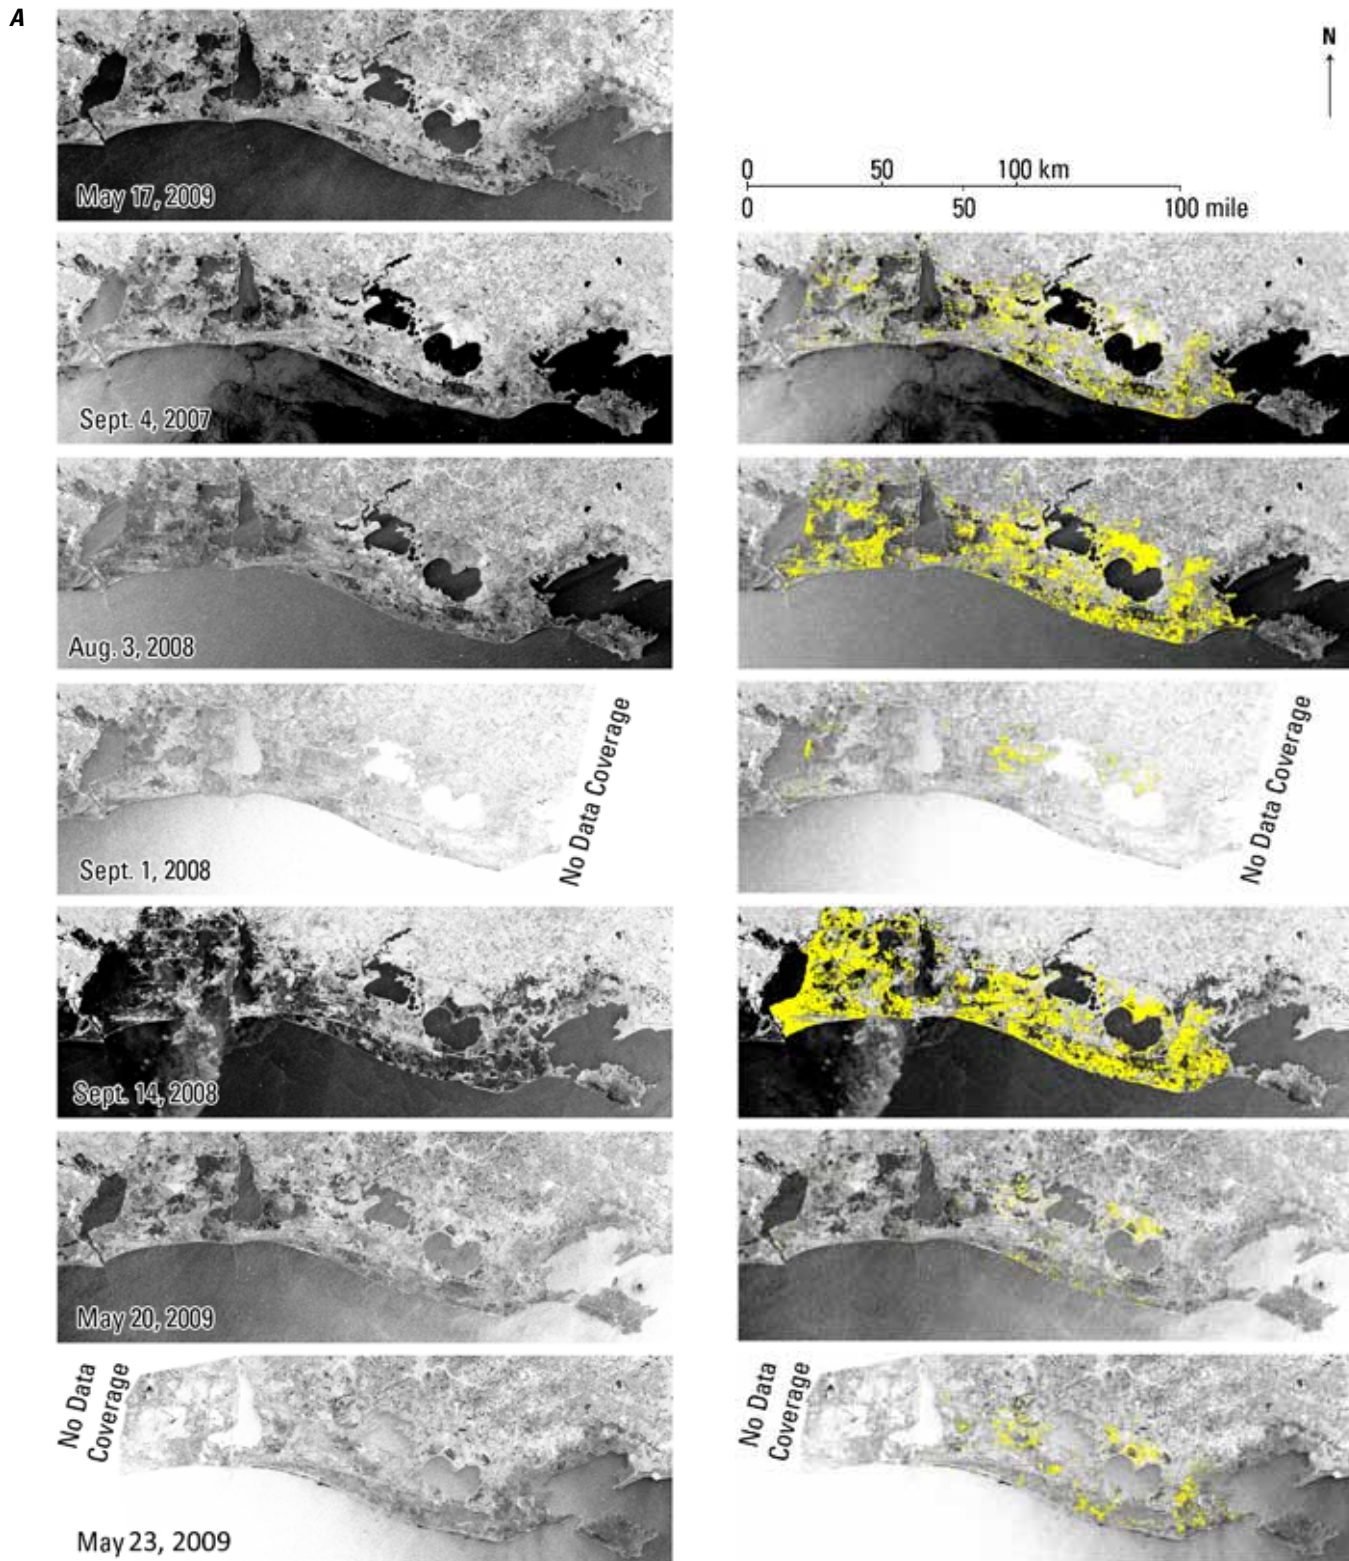 A
N
May 17, 2009
0 50 100 km
0 50 100 mile
Sept. 4, 2007
Aug. 3, 2008
No Data Coverage
No Data Coverage
Sept. 1, 2008
Sept. 14, 2008
May 20, 2009
No Data
Coverage
No Data
Coverage
May 23, 2009